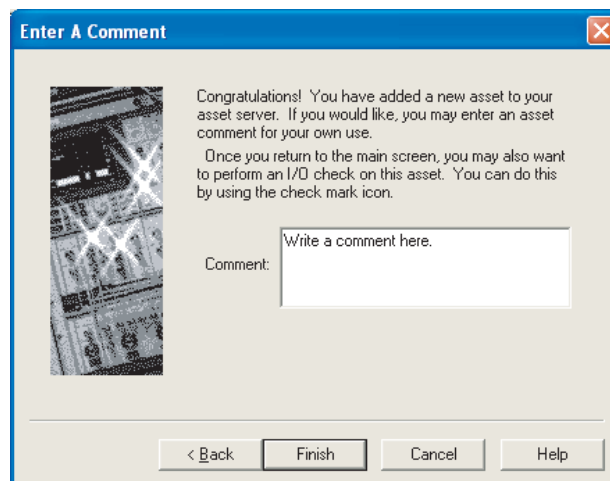 Enter A Comment
Congratulations! You have added a new asset to your
asset server. If you would like, you may enter an asset
comment for your own use.
Once you return to the main screen, you may also want
to perform an I/O check on this asset. You can do this
by using the check mark icon.
Write a comment here.
Comment:
< Back
Finish
Cancel
Help